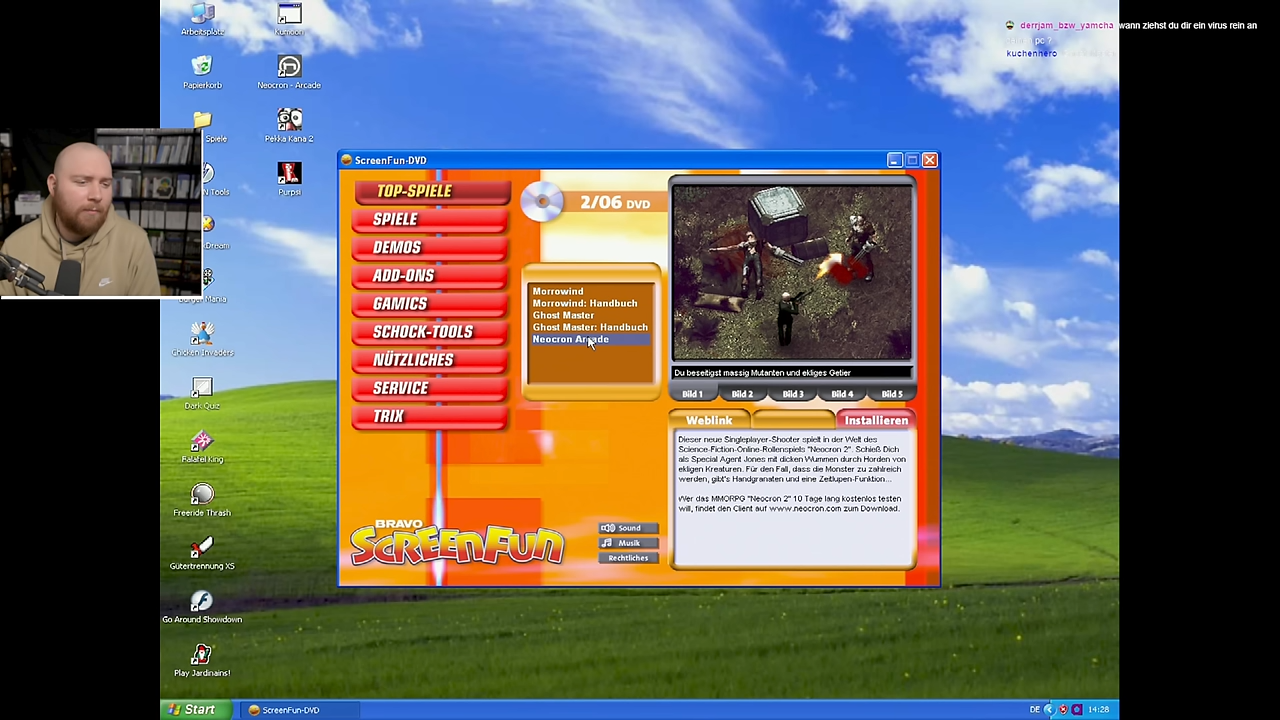 Arbeitsplatz
Kumoon
derrjam_bzw_yamcha wann ziehst du dir ein virus rein an
pc ?
kuchennero
Papierkorb
Neocron - Arcade
Spiele
Pekka Kana 2
N Tools
Purpsi
Dream
Mania
Chicken Invaders
Dark Quiz
Falafel King
Freeride Thrash
Gütertrennung XS
Go Around Showdown
Play Jardinains!
ScreenFun-DVD
TOP-SPIELE
SPIELE
DEMOS
ADD-ONS
GAMICS
SCHOCK-TOOLS
NÜTZLICHES
SERVICE
TRIX
2/06 DVD
Morrowind
Morrowind: Handbuch
Ghost Master
Ghost Master: Handbuch
Neocron Arcade
Du beseitigst massig Mutanten und ekliges Getier
Bild 1
Bild 2
Bild 3
Bild 4
Bild 5
Weblink
Installieren
Dieser neue Singleplayer-Shooter spielt in der Welt des
Science-Fiction-Online-Rollenspiels "Neocron 2". Schieß Dich
als Special Agent Jones mit dicken Wummen durch Horden von
ekligen Kreaturen. Für den Fall, dass die Monster zu zahlreich
werden, gibt's Handgranaten und eine Zeitlupen-Funktion...
Wer das MMORPG "Neocron 2" 10 Tage lang kostenlos testen
will, findet den Client auf www.neocron.com zum Download.
BRAVO
SCREENFUN
Sound
Musik
Rechtliches
Start
ScreenFun-DVD
DE
14:28